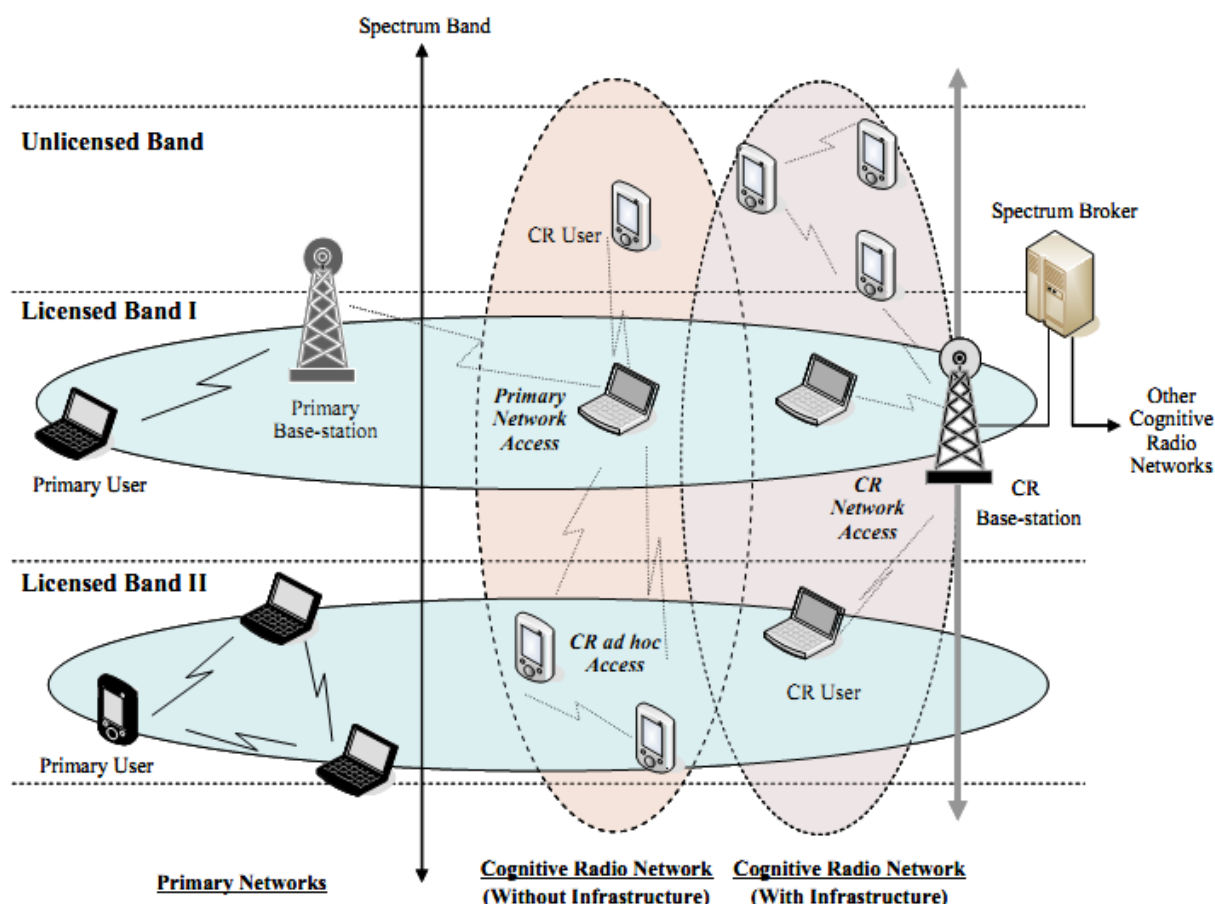 Spectrum Band
Unlicensed Band
CR User
Spectrum Broker
Licensed Band I
Primary
Base-station
Primary
Network
Access
Primary User
CR
Network
Access
CR
Base-station
Other
Cognitive
Radio
Networks
Licensed Band II
CR ad hoc
Access
CR User
Primary User
Primary Networks
Cognitive Radio Network
(Without Infrastructure)
Cognitive Radio Network
(With Infrastructure)